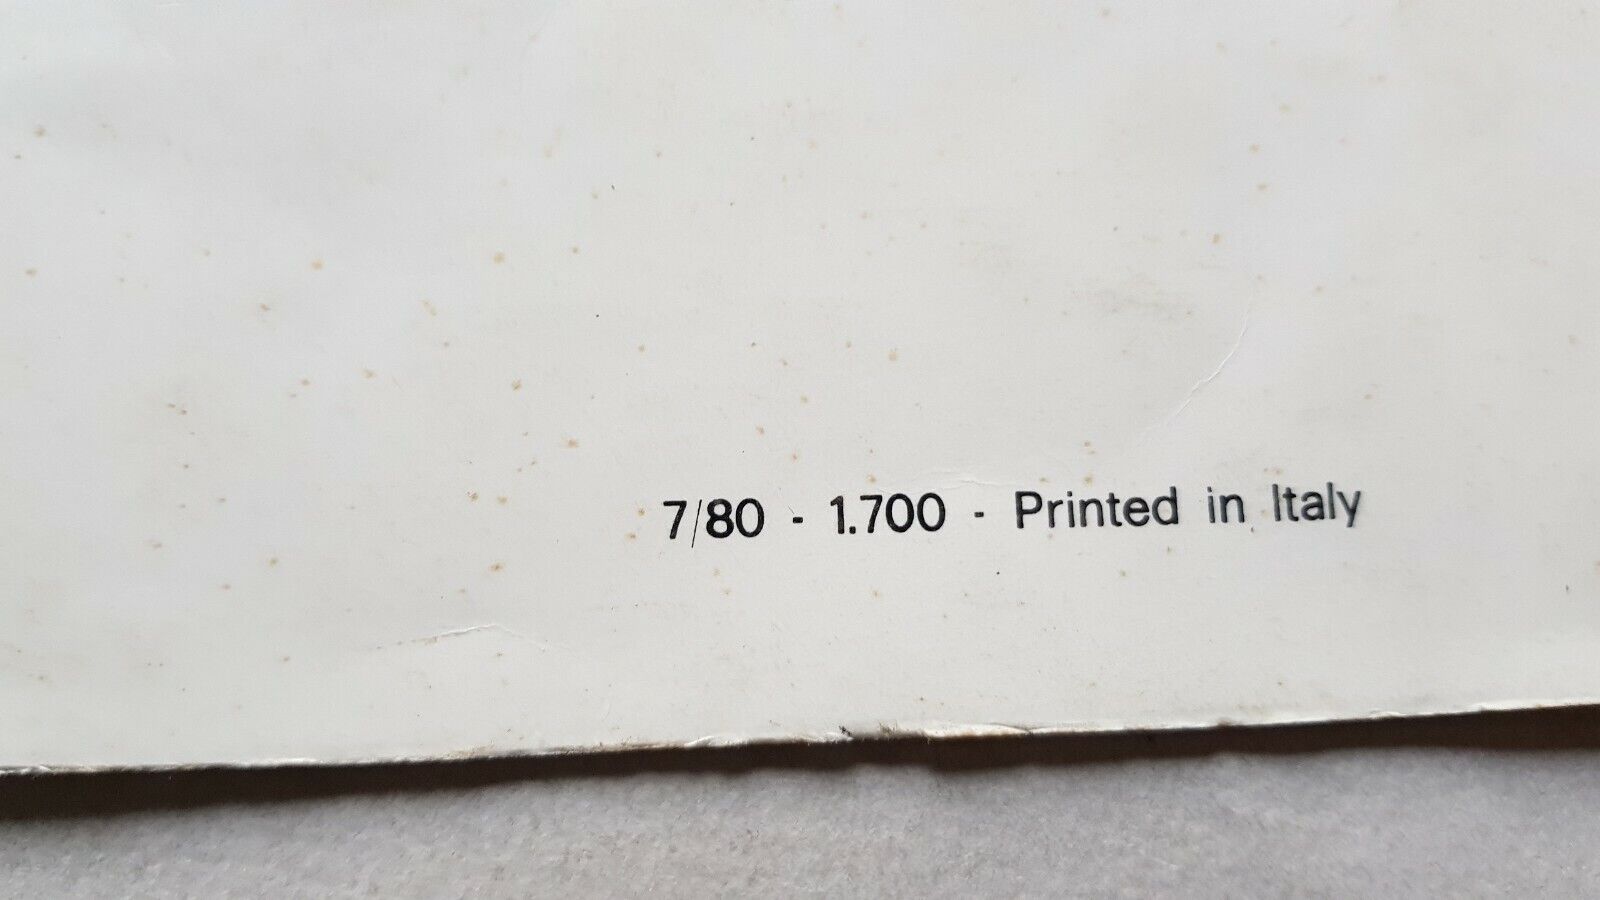 7/80 - 1.700 - Printed in Italy